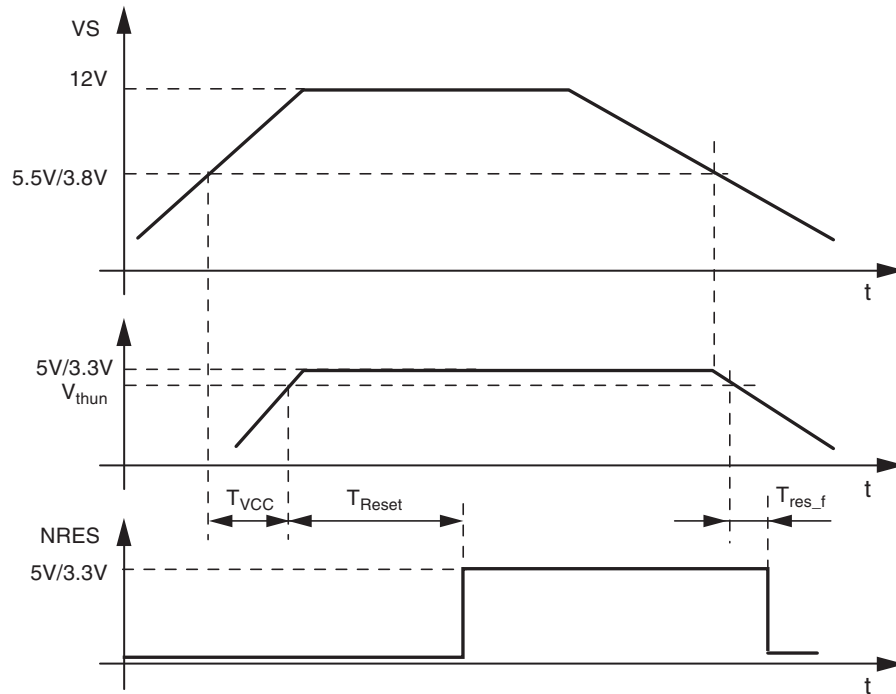 VS
12V
5.5V/3.8V
t
5V/3.3V
Vthun
t
TVCC
TReset
Tres_f
NRES
5V/3.3V
t